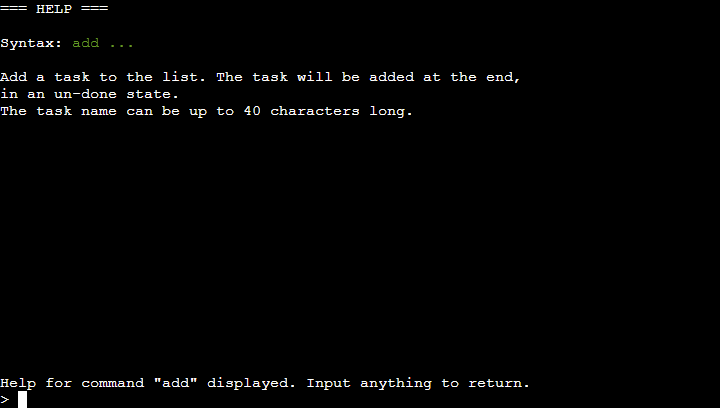 === HELP ===
Syntax: add ...
Add a task to the list. The task will be added at the end,
in an un-done state.
The task name can be up to 40 characters long.
Help for command "add" displayed. Input anything to return.
>